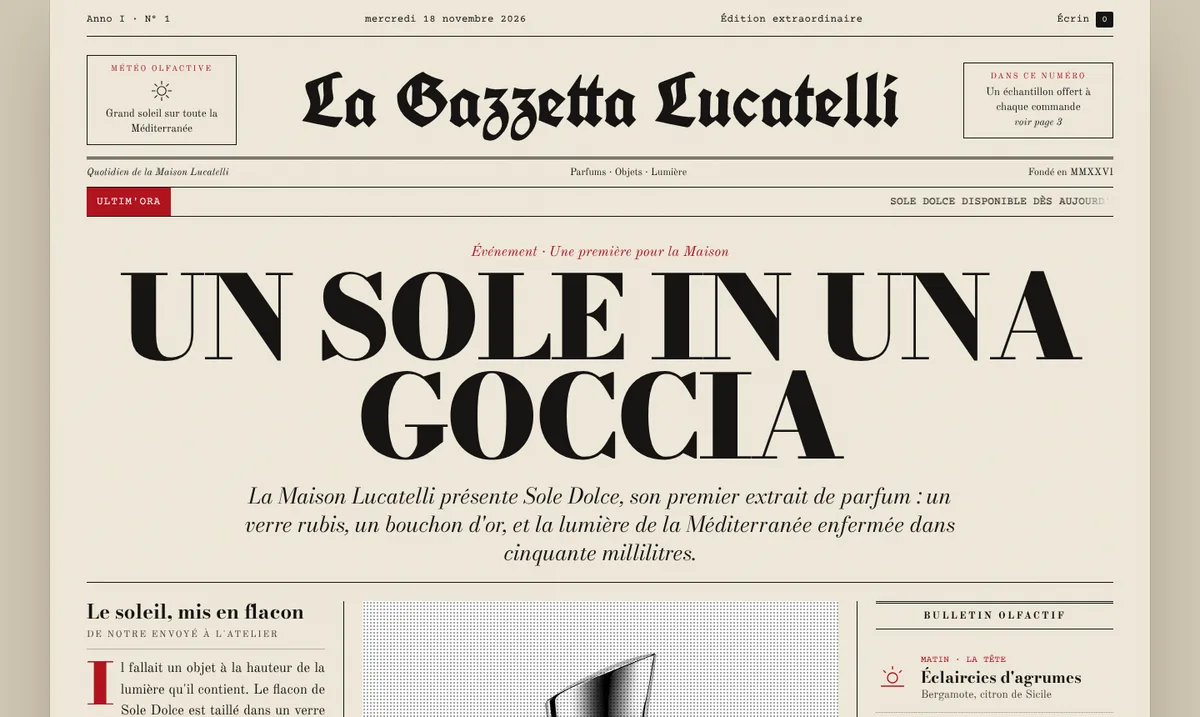 Anno I · N° 1
mercredi 18 novembre 2026
Édition extraordinaire
Écrin 0
MÉTÉO OLFACTIVE
Grand soleil sur toute la
Méditerranée
La Gazzetta Lucatelli
DANS CE NUMÉRO
Un échantillon offert à
chaque commande
voir page 3
Quotidien de la Maison Lucatelli
Parfums · Objets · Lumière
Fondé en MMXXVI
ULTIM'ORA
SOLE DOLCE DISPONIBLE DÈS AUJOURD'
Événement · Une première pour la Maison
UN SOLE IN UNA
GOCCIA
La Maison Lucatelli présente Sole Dolce, son premier extrait de parfum : un
verre rubis, un bouchon d'or, et la lumière de la Méditerranée enfermée dans
cinquante millilitres.
Le soleil, mis en flacon
DE NOTRE ENVOYÉ À L'ATELIER
Il fallait un objet à la hauteur de la
lumière qu'il contient. Le flacon de
Sole Dolce est taillé dans un verre
BULLETIN OLFACTIF
MATIN · LA TÊTE
Éclaircies d'agrumes
Bergamote, citron de Sicile